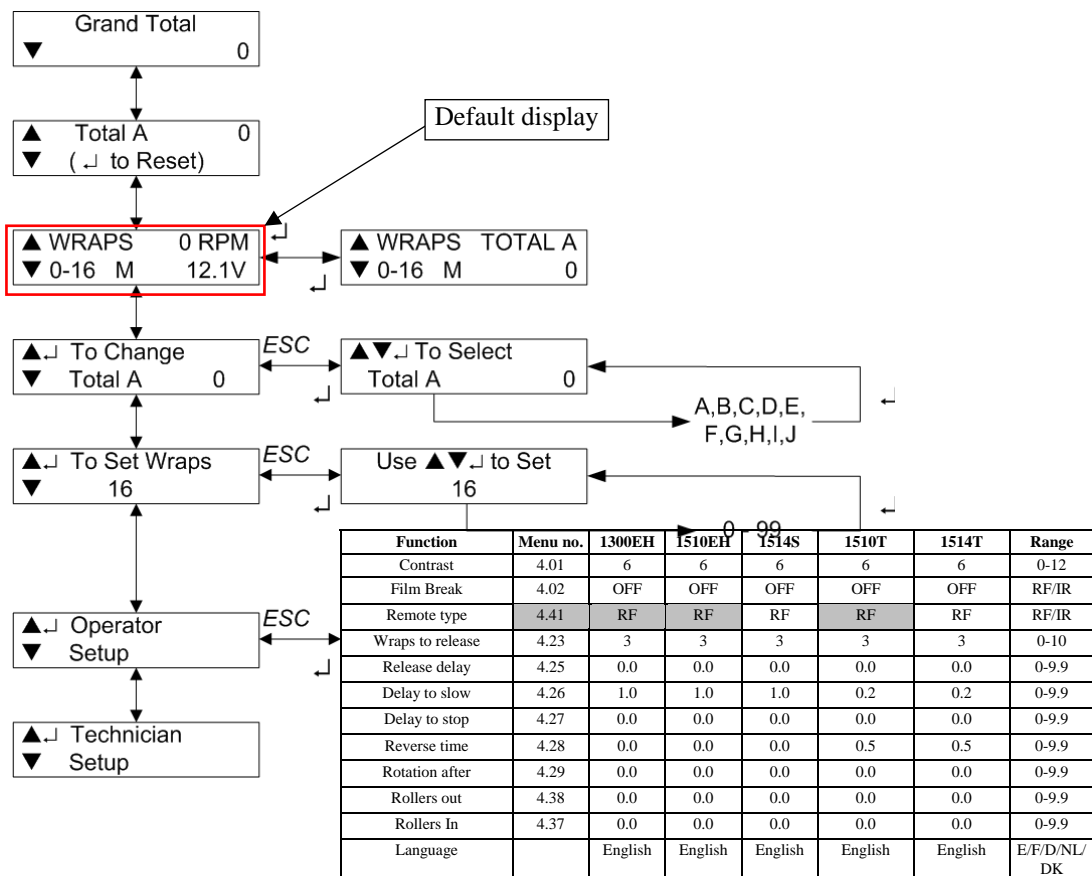 Grand Total
▼ 0
▲ Total A 0
▼ ( ↵ to Reset)
Default display
▲ WRAPS 0 RPM
▼ 0-16 M 12.1V
↵
↵
▲ WRAPS TOTAL A
▼ 0-16 M 0
▲↵ To Change
▼ Total A 0
ESC
↵
▲▼↵ To Select
Total A 0
A,B,C,D,E,
F,G,H,I,J
↵
▲↵ To Set Wraps
▼ 16
ESC
↵
Use ▲▼↵ to Set
16
0 - 99
↵
▲↵ Operator
▼ Setup
ESC
↵
▲↵ Technician
▼ Setup
Function Menu no. 1300EH 1510EH 1514S 1510T 1514T Range
Contrast 4.01 6 6 6 6 6 0-12
Film Break 4.02 OFF OFF OFF OFF OFF RF/IR
Remote type 4.41 RF RF RF RF RF RF/IR
Wraps to release 4.23 3 3 3 3 3 0-10
Release delay 4.25 0.0 0.0 0.0 0.0 0.0 0-9.9
Delay to slow 4.26 1.0 1.0 1.0 0.2 0.2 0-9.9
Delay to stop 4.27 0.0 0.0 0.0 0.0 0.0 0-9.9
Reverse time 4.28 0.0 0.0 0.0 0.5 0.5 0-9.9
Rotation after 4.29 0.0 0.0 0.0 0.0 0.0 0-9.9
Rollers out 4.38 0.0 0.0 0.0 0.0 0.0 0-9.9
Rollers In 4.37 0.0 0.0 0.0 0.0 0.0 0-9.9
Language English English English English English E/F/D/NL/
DK